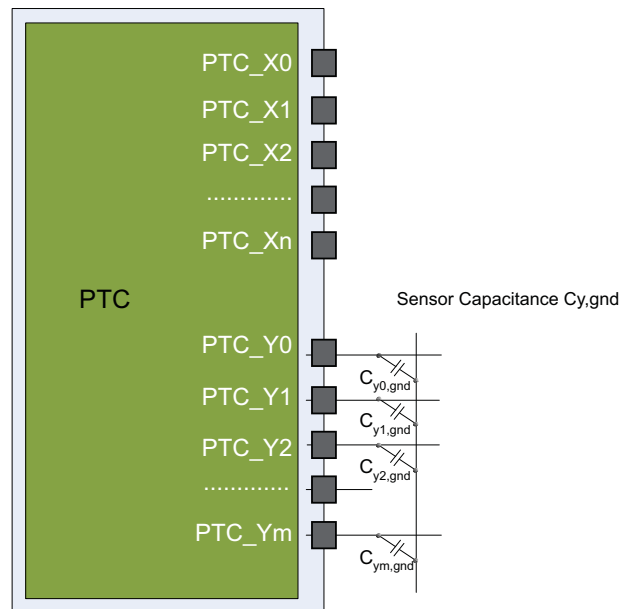 PTC_X0
PTC_X1
PTC_X2
.............
PTC_Xn
PTC
Sensor Capacitance Cy,gnd
PTC_Y0
Cy0,gnd
PTC_Y1
Cy1,gnd
PTC_Y2
Cy2,gnd
.............
PTC_Ym
Cym,gnd